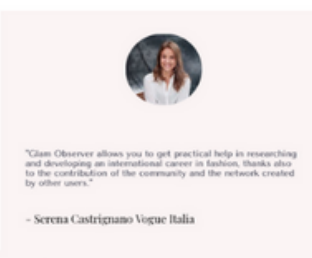 "Glam Observer allows you to get practical help in researching
and developing an international career in fashion, thanks also
to the contribution of the community and the network created
by other users."
- Serena Castrignano Vogue Italia